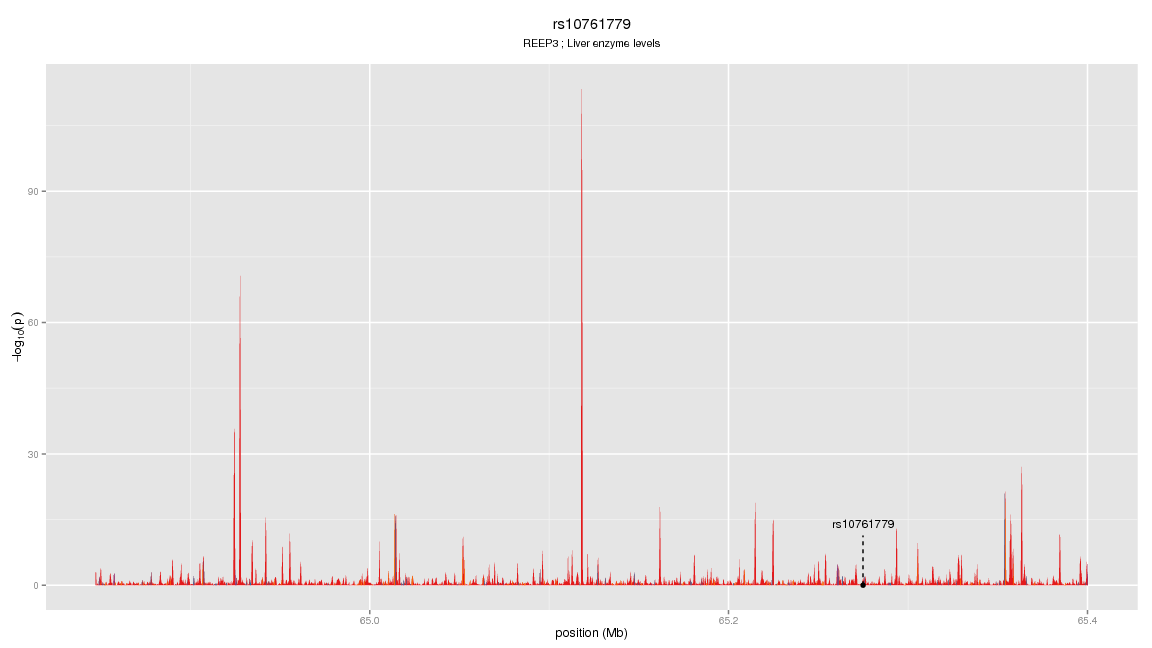 rs10761779
REEP3 ; Liver enzyme levels
90
60
30
0
−log10(p)
rs10761779
65.0
65.2
65.4
position (Mb)